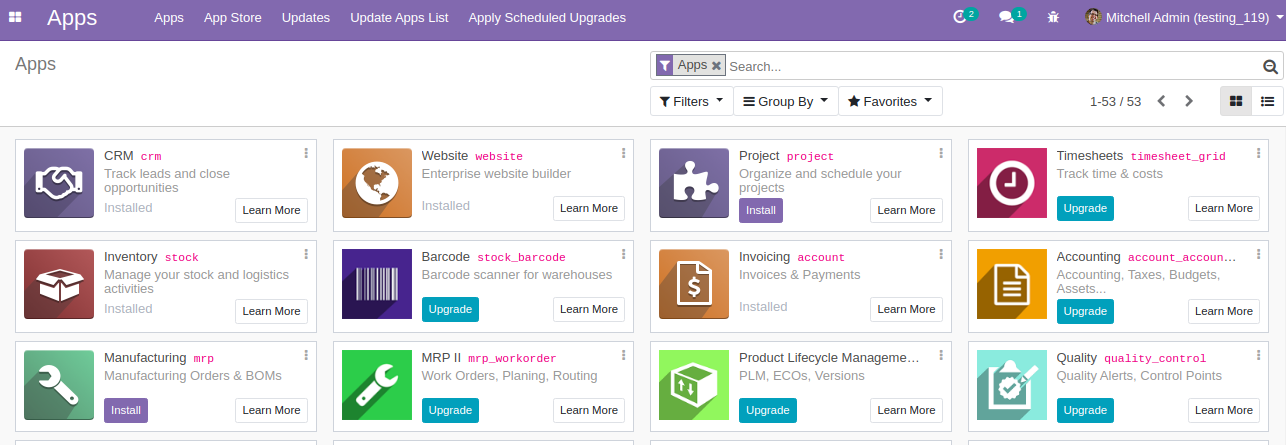 Apps Apps App Store Updates Update Apps List Apply Scheduled Upgrades 2 1 Mitchell Admin (testing_119)
Apps
Apps Search...
Filters Group By Favorites 1-53 / 53
CRM crm
Track leads and close
opportunities
Installed Learn More
Website website
Enterprise website builder
Installed Learn More
Project project
Organize and schedule your
projects
Install Learn More
Timesheets timesheet_grid
Track time & costs
Upgrade Learn More
Inventory stock
Manage your stock and logistics
activities
Installed Learn More
Barcode stock_barcode
Barcode scanner for warehouses
Upgrade Learn More
Invoicing account
Invoices & Payments
Installed Learn More
Accounting account_accoun…
Accounting, Taxes, Budgets,
Assets...
Upgrade Learn More
Manufacturing mrp
Manufacturing Orders & BOMs
Install Learn More
MRP II mrp_workorder
Work Orders, Planing, Routing
Upgrade Learn More
Product Lifecycle Manageme…
PLM, ECOs, Versions
Upgrade Learn More
Quality quality_control
Quality Alerts, Control Points
Upgrade Learn More